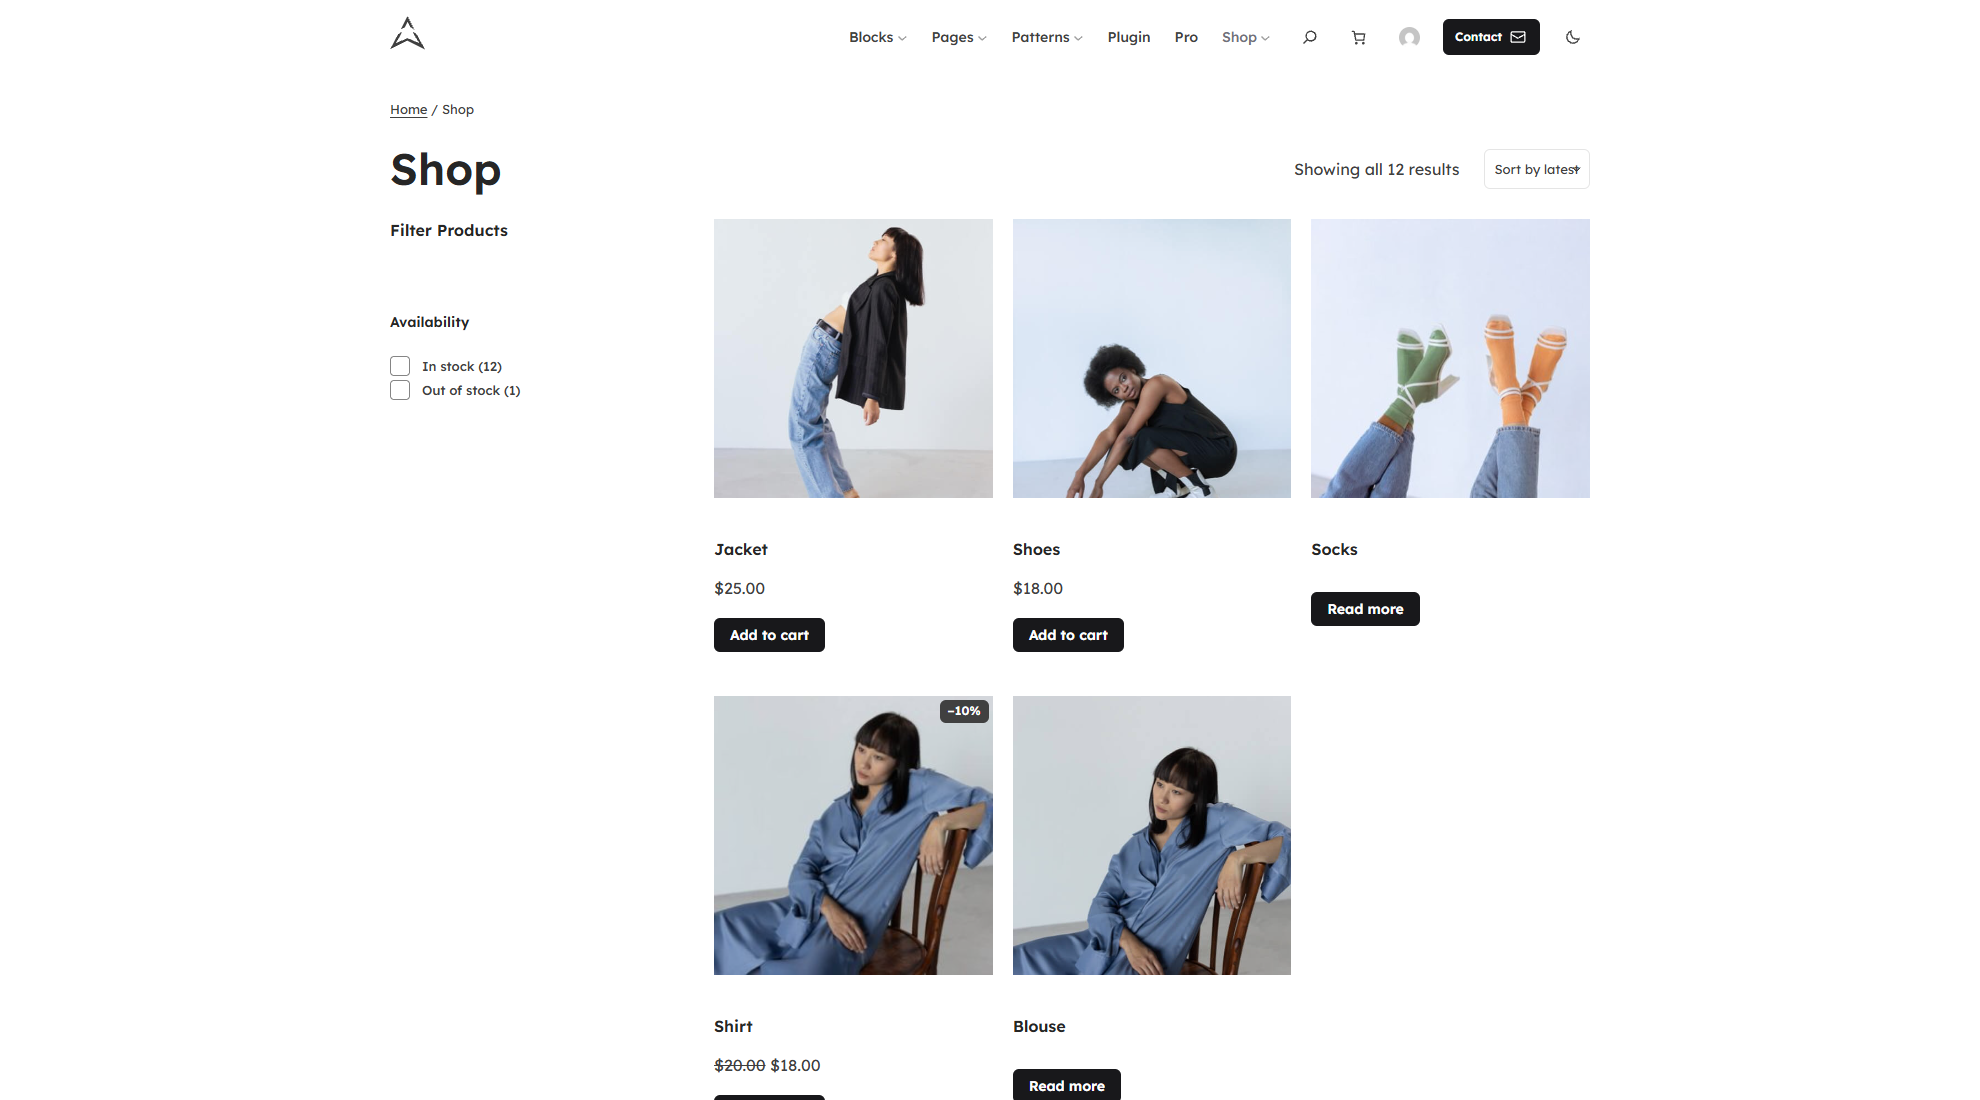 Blocks Pages Patterns Plugin Pro Shop Contact
Home / Shop
Shop
Showing all 12 results
Sort by latest
Filter Products
Availability
In stock (12)
Out of stock (1)
Jacket
$25.00
Add to cart
Shoes
$18.00
Add to cart
Socks
Read more
-10%
Shirt
$20.00 $18.00
Blouse
Read more